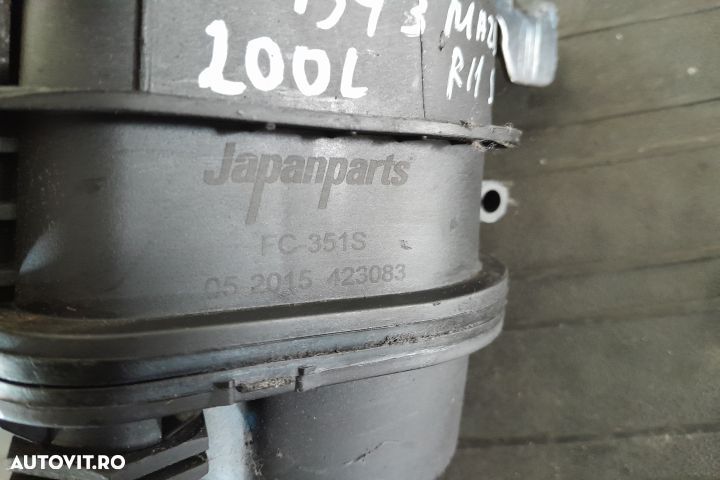 200L
Japanparts
FC-351S
05 2015 423083
AUTOVIT.RO